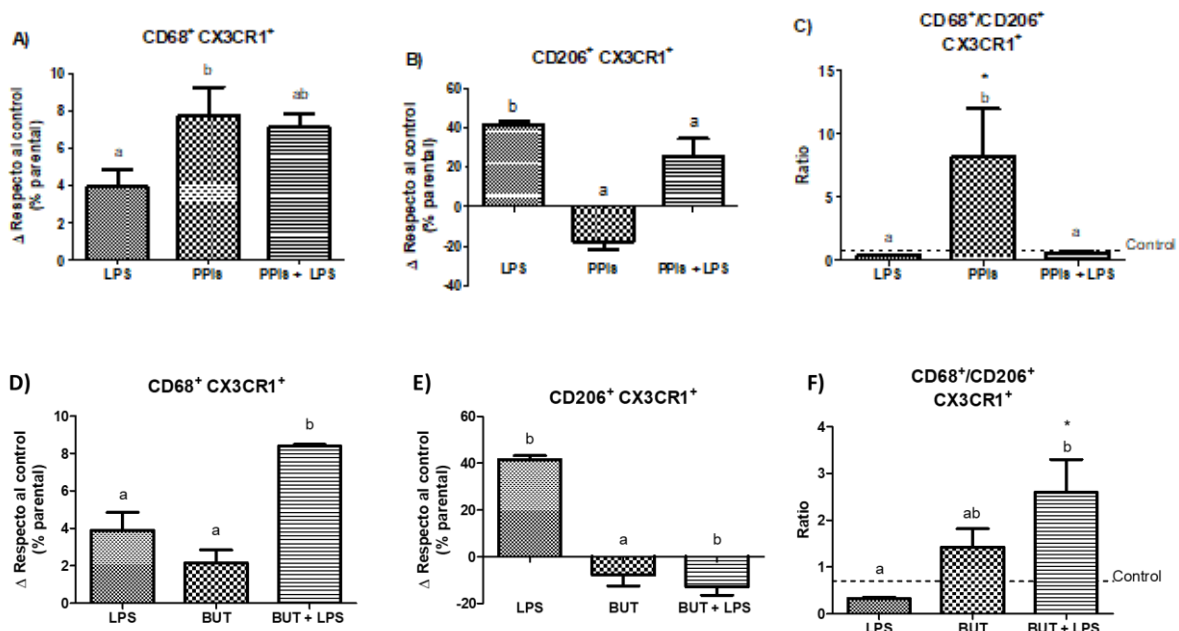 A)
CD68⁺ CX3CR1⁺
Δ Respecto al control
(% parental)
10
8
6
4
2
0
a
b
ab
LPS PPIs PPIs + LPS
B)
CD206⁺ CX3CR1⁺
Δ Respecto al control
(% parental)
60
40
20
0
-20
-40
b
a
a
LPS PPIs PPIs + LPS
C)
CD68⁺/CD206⁺
CX3CR1⁺
Ratio
15
10
5
0
a
*
b
a
Control
LPS PPIs PPIs + LPS
D)
CD68⁺ CX3CR1⁺
Δ Respecto al control
(% parental)
10
8
6
4
2
0
a
a
b
LPS BUT BUT + LPS
E)
CD206⁺ CX3CR1⁺
Δ Respecto al control
(% parental)
60
40
20
0
-20
b
a
b
LPS BUT BUT + LPS
F)
CD68⁺/CD206⁺
CX3CR1⁺
Ratio
4
3
2
1
0
a
ab
*
b
Control
LPS BUT BUT + LPS